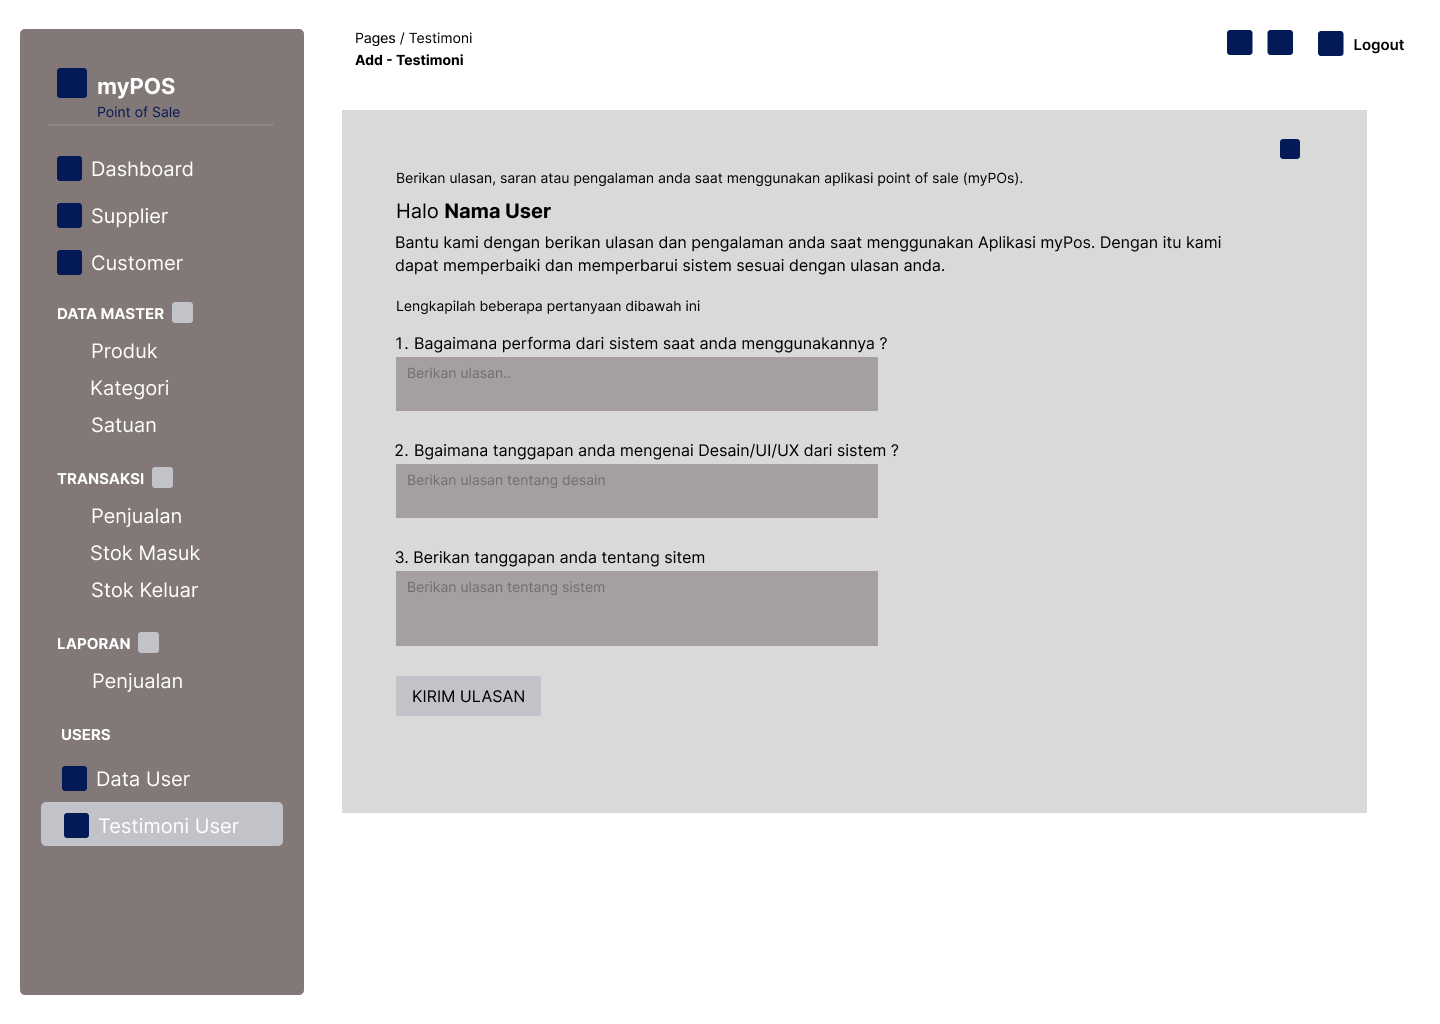 myPOS
Point of Sale
Dashboard
Supplier
Customer
DATA MASTER
Produk
Kategori
Satuan
TRANSAKSI
Penjualan
Stok Masuk
Stok Keluar
LAPORAN
Penjualan
USERS
Data User
Testimoni User
Pages / Testimoni
Add - Testimoni
Logout
Berikan ulasan, saran atau pengalaman anda saat menggunakan aplikasi point of sale (myPOs).
Halo Nama User
Bantu kami dengan berikan ulasan dan pengalaman anda saat menggunakan Aplikasi myPos. Dengan itu kami
dapat memperbaiki dan memperbarui sistem sesuai dengan ulasan anda.
Lengkapilah beberapa pertanyaan dibawah ini
1. Bagaimana performa dari sistem saat anda menggunakannya ?
Berikan ulasan..
2. Bgaimana tanggapan anda mengenai Desain/UI/UX dari sistem ?
Berikan ulasan tentang desain
3. Berikan tanggapan anda tentang sitem
Berikan ulasan tentang sistem
KIRIM ULASAN